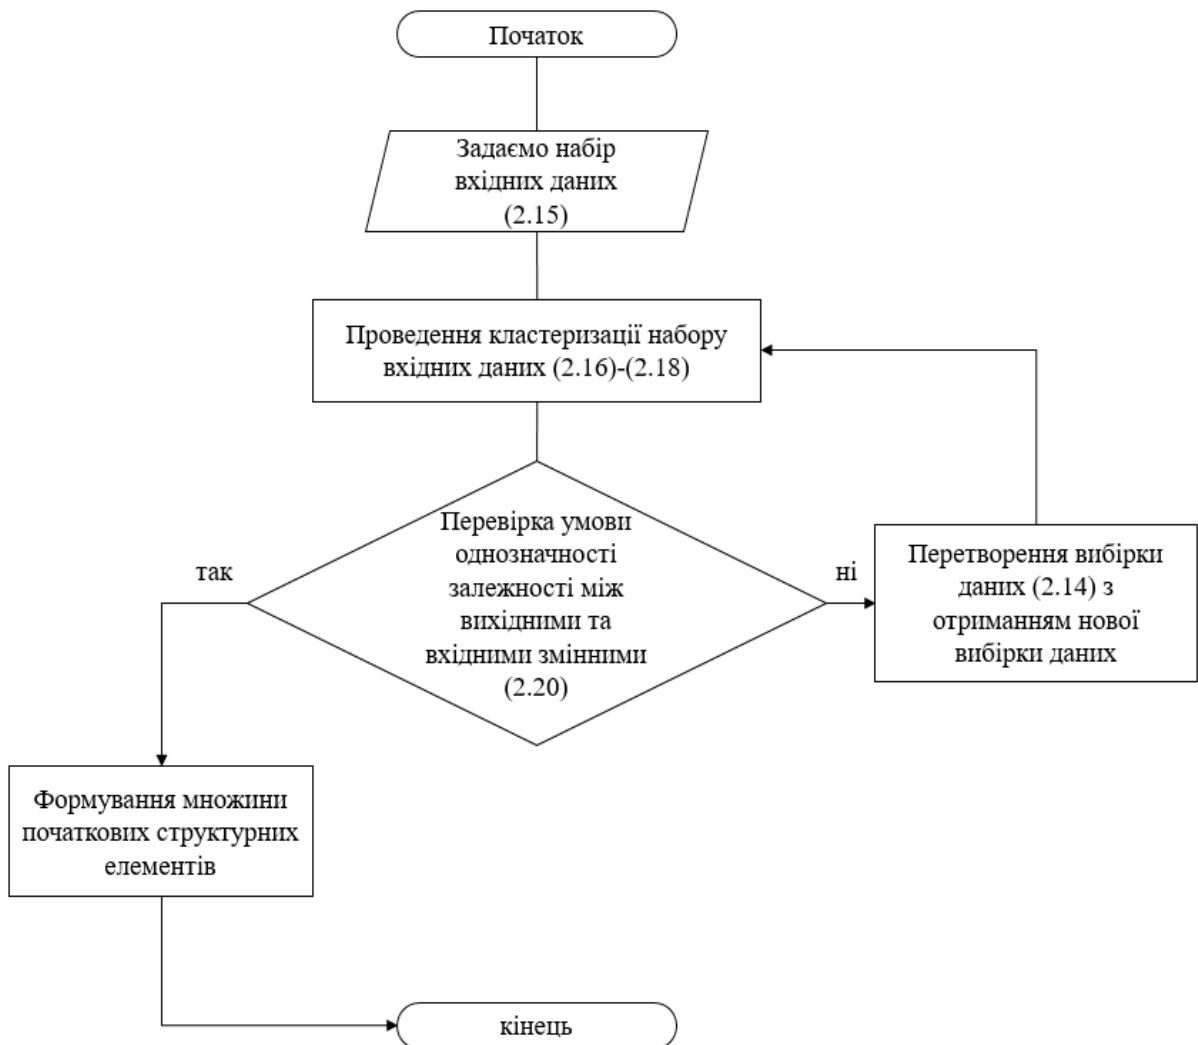 Початок
Задаємо набір
вхідних даних
(2.15)
Проведення кластеризації набору
вхідних даних (2.16)-(2.18)
Перевірка умови
однозначності
залежності між
вихідними та
вхідними змінними
(2.20)
так
ні
Перетворення вибірки
даних (2.14) з
отриманням нової
вибірки даних
Формування множини
початкових структурних
елементів
кінець